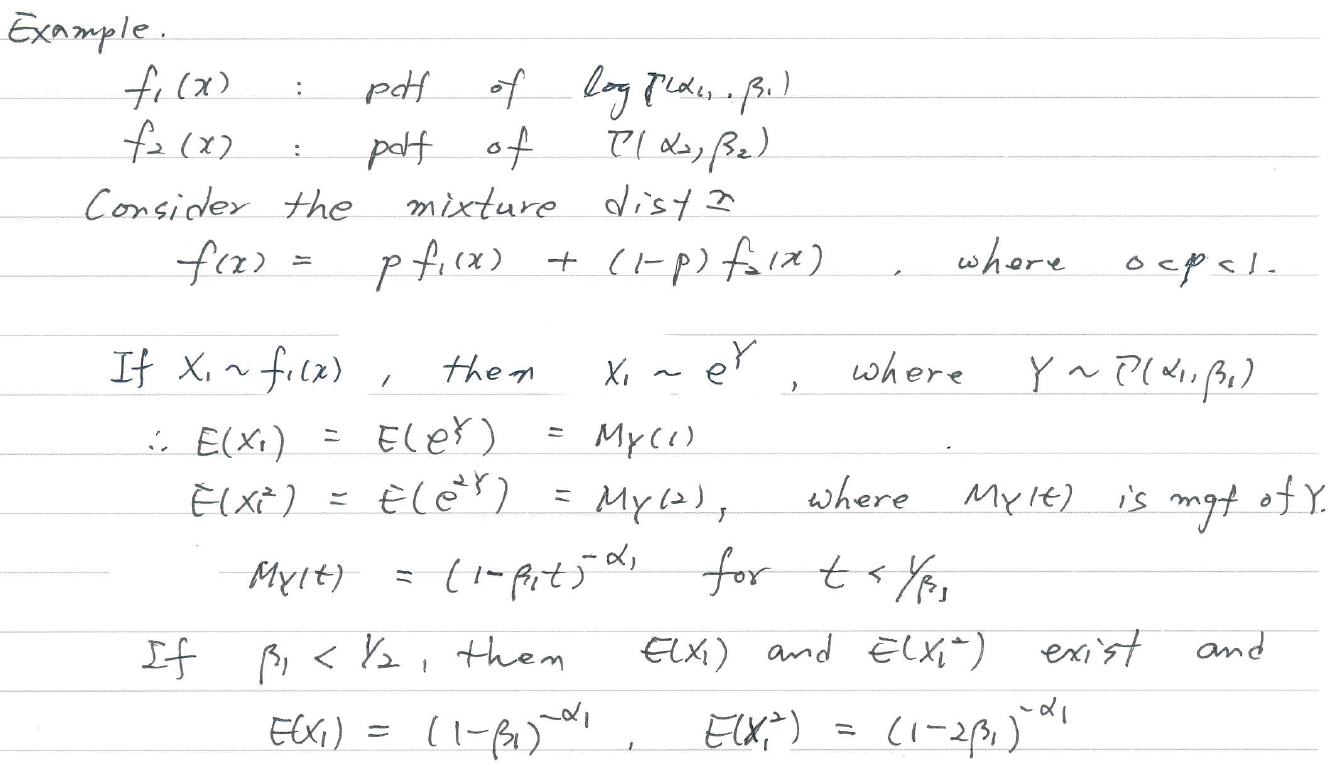 Example.
f₁(x) : pdf of log Γ(α₁, β₁)
f₂(x) : pdf of Γ(α₂, β₂)
Consider the mixture dist
f(x) = p f₁(x) + (1-p) f₂(x) , where 0<p<1.
If X₁ ~ f₁(x) , then X₁ ~ e^Y , where Y ~ Γ(α₁, β₁)
∴ E(X₁) = E(e^Y) = M_Y(1)
E(X₁²) = E(e^{2Y}) = M_Y(2), where M_Y(t) is mgf of Y.
M_Y(t) = (1-β₁t)^{-α₁} for t < 1/β₁
If β₁ < 1/2, then E(X₁) and E(X₁²) exist and
E(X₁) = (1-β₁)^{-α₁} , E(X₁²) = (1-2β₁)^{-α₁}